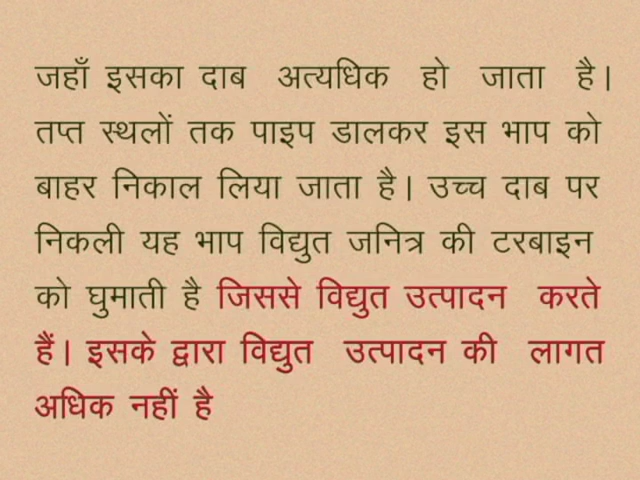 जहाँ इसका दाब अत्यधिक हो जाता है।
तप्त स्थलों तक पाइप डालकर इस भाप को
बाहर निकाल लिया जाता है। उच्च दाब पर
निकली यह भाप विद्युत जनित्र की टरबाइन
को घुमाती है जिससे विद्युत उत्पादन करते
हैं। इसके द्वारा विद्युत उत्पादन की लागत
अधिक नहीं है